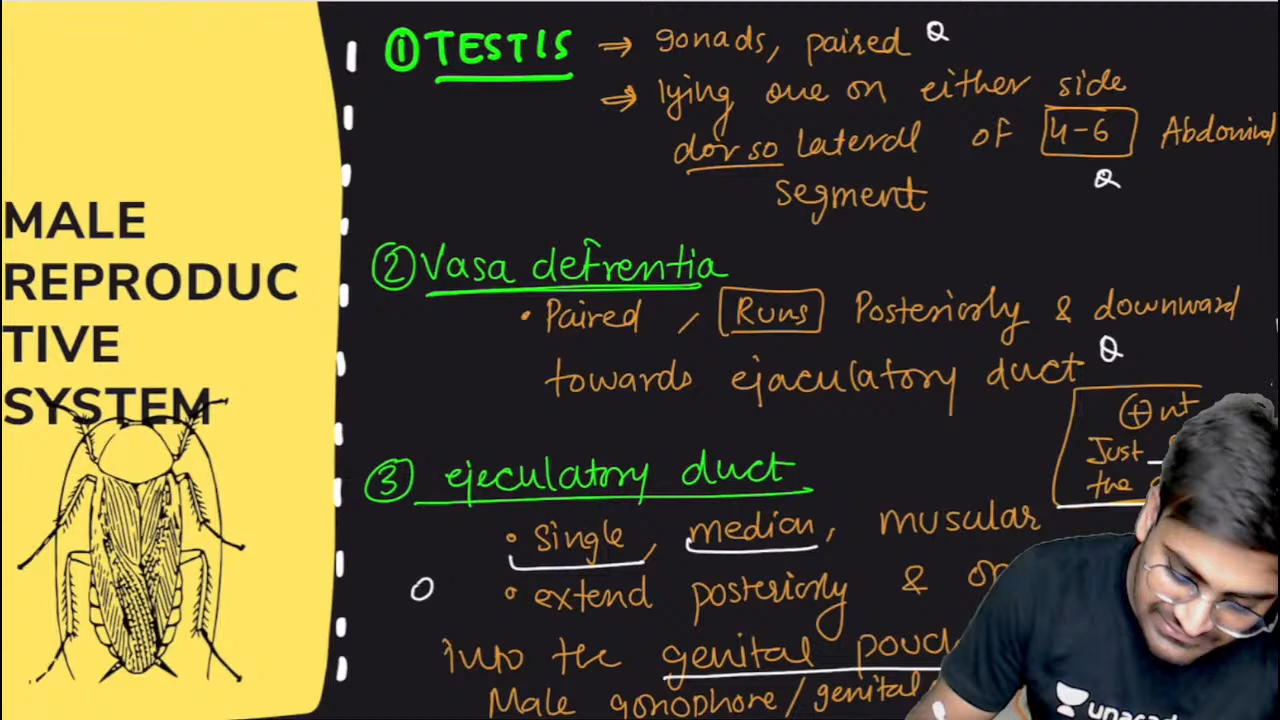 MALE
REPRODUC
TIVE
SYSTEM
① TESTIS ⇒ gonads, paired Q
⇒ lying one on either side
dorso lateral of 4-6 Abdominal
segment
Q
② Vasa defrentia
• Paired / Runs Posteriorly & downward
towards ejaculatory duct Q
Just
the
③ ejeculatory duct
• single, median, muscular
• extend posteriorly &
into the genital
Male gonophore/genital
unaca